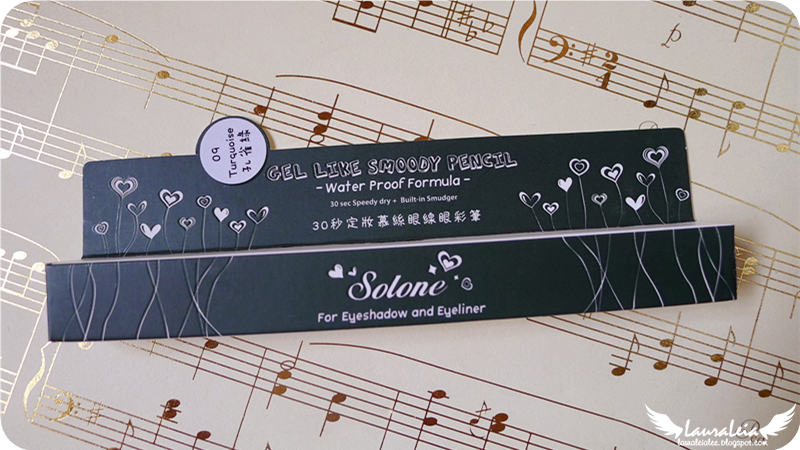 09
Turquoise
孔雀綠
GEL LIKE SMOODY PENCIL
- Water Proof Formula -
30 sec Speedy dry + Built-in Smudger
30秒定妝慕絲眼線眼彩筆
Solone
For Eyeshadow and Eyeliner
Lauraleia
lauraleialee.blogspot.com